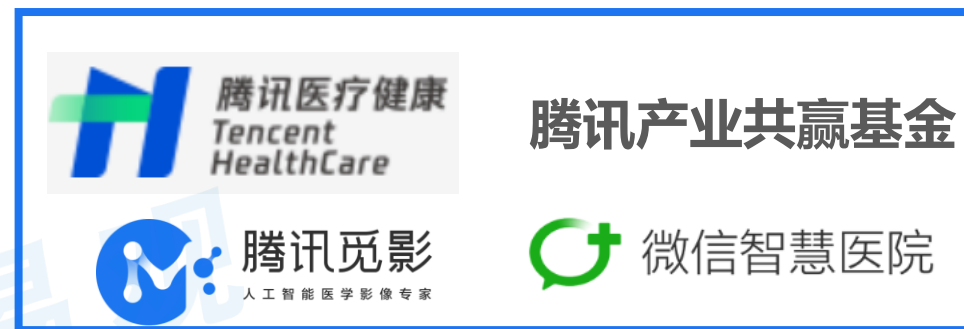 腾讯医疗健康
Tencent
HealthCare
腾讯产业共赢基金
腾讯觅影
人工智能医学影像专家
微信智慧医院